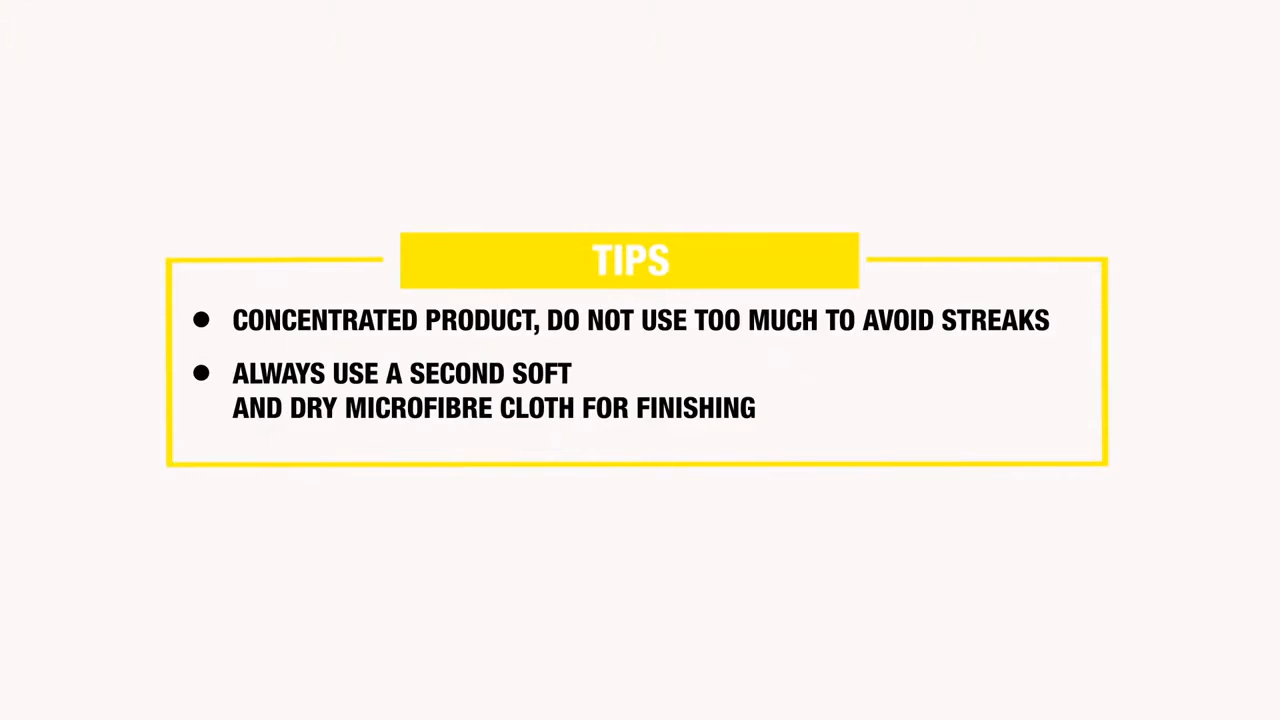 TIPS
● CONCENTRATED PRODUCT, DO NOT USE TOO MUCH TO AVOID STREAKS
● ALWAYS USE A SECOND SOFT
AND DRY MICROFIBRE CLOTH FOR FINISHING